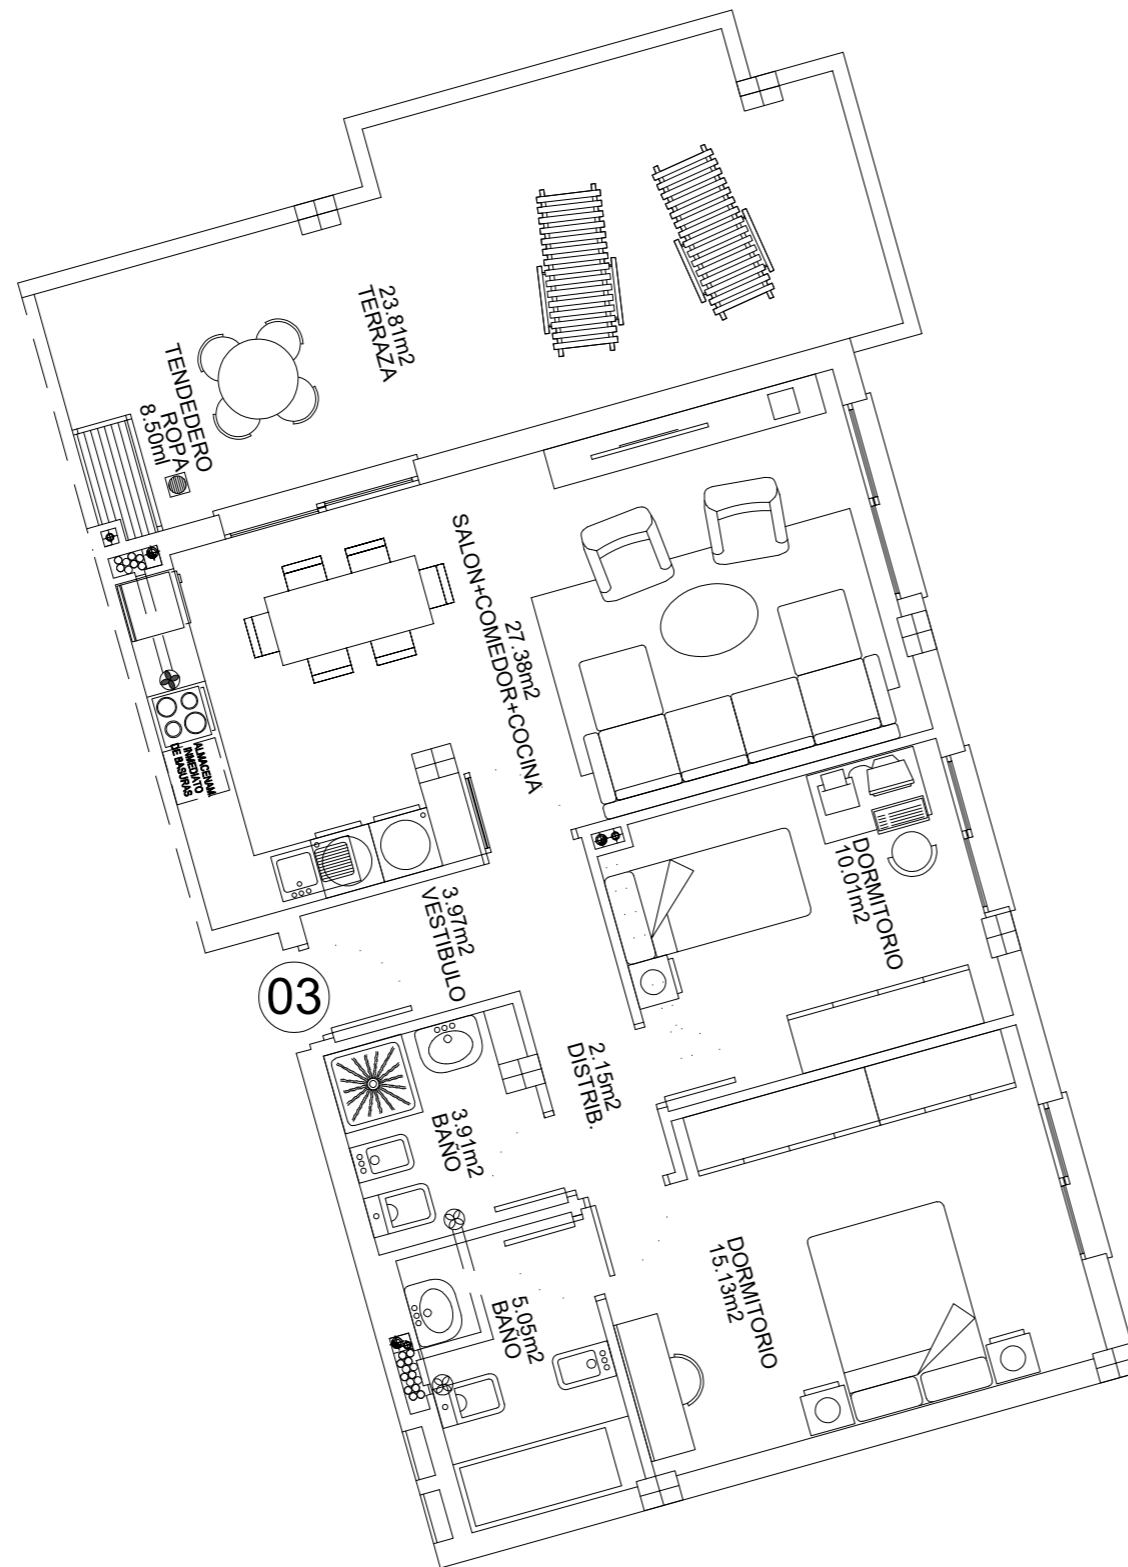 23.81m2
TERRAZA
TENDEDERO
ROPA
8.50ml
27.38m2
SALON+COMEDOR+COCINA
ALMACENAMI
INMEDIATO
DE BASURAS
DORMITORIO
10.01m2
3.97m2
VESTIBULO
03
2.15m2
DISTRIB.
3.91m2
BAÑO
5.05m2
BAÑO
DORMITORIO
15.13m2